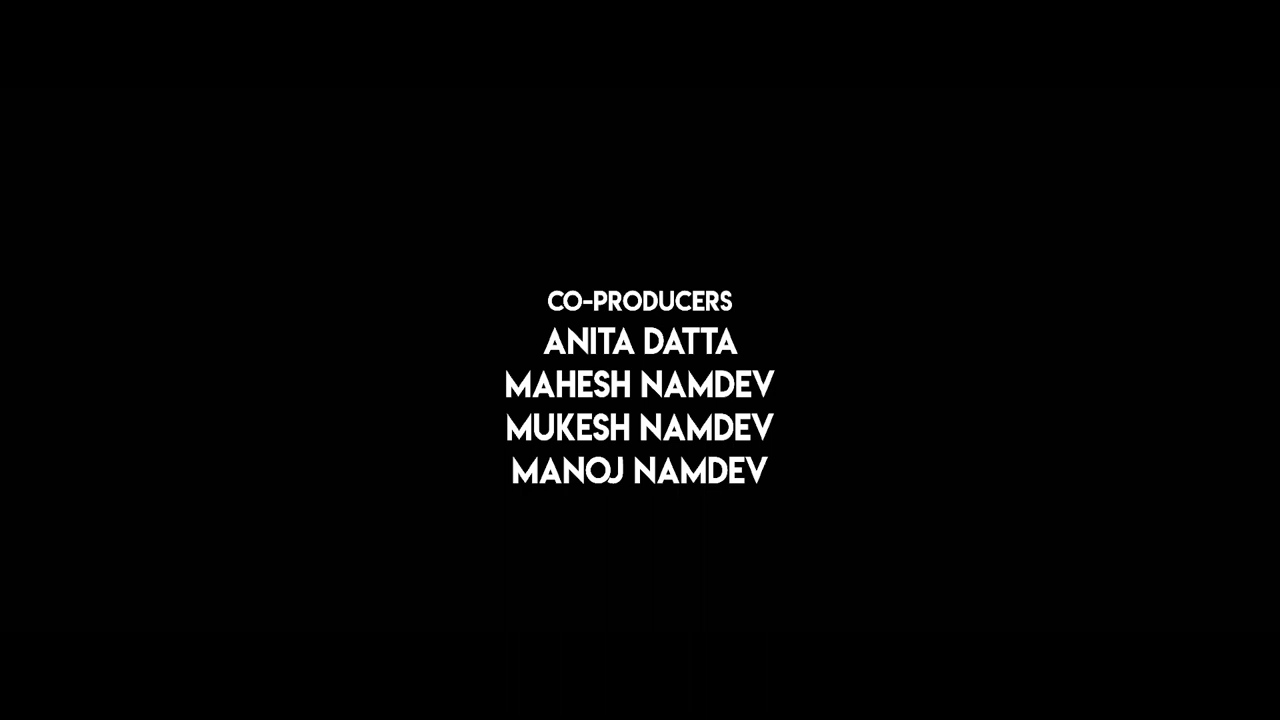 CO-PRODUCERS
ANITA DATTA
MAHESH NAMDEV
MUKESH NAMDEV
MANOJ NAMDEV